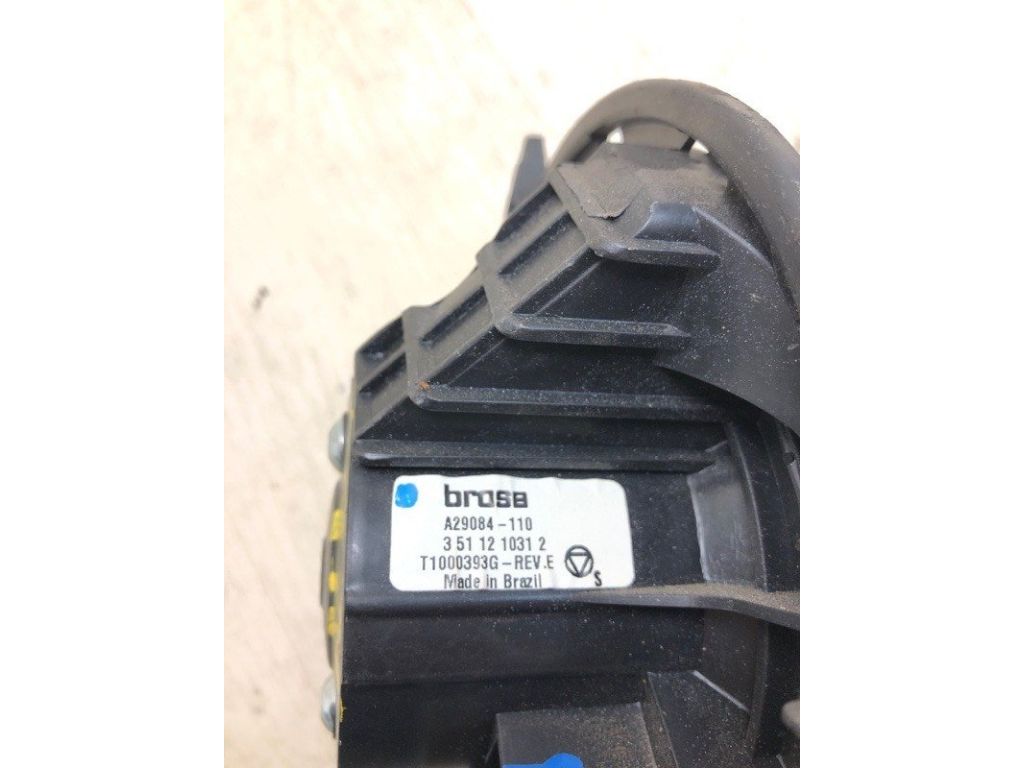 brose
A29084-110
3 51 12 1031 2
T1000393G-REV.E
Made in Brazil
S